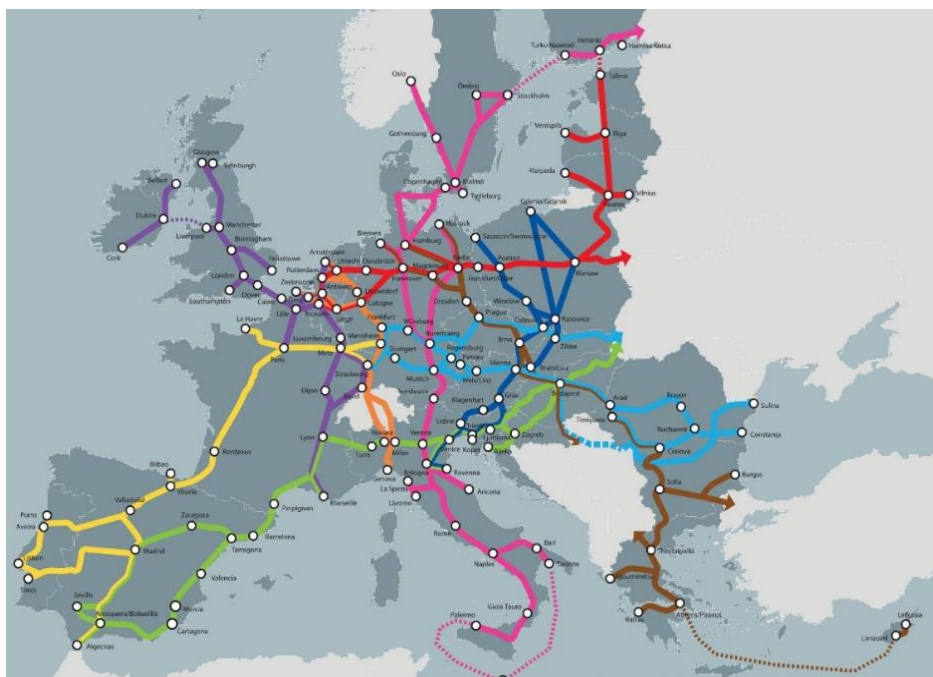 Oslo
Örebro
Stockholm
Turku/Naantali
Helsinki
Hamina/Kotka
Tallinn
Gothenburg
Ventspils
Riga
Klaipeda
Vilnius
Kaunas
Glasgow
Edinburgh
Belfast
Dublin
Cork
Liverpool
Manchester
Birmingham
Felixstowe
London
Southampton
Dover
Calais
Copenhagen
Malmö
Trelleborg
Rostock
Gdynia/Gdansk
Szczecin/Swinoujscie
Bremen
Hamburg
Amsterdam
Rotterdam
Utrecht
Osnabrück
Hannover
Magdeburg
Berlin
Frankfurt/Oder
Poznan
Warsaw
Zeebrugge
Antwerp
Düsseldorf
Cologne
Brussels
Liege
Lille
Dresden
Wrocław
Katowice
Ostrava
Prague
Le Havre
Paris
Luxembourg
Metz
Mannheim
Frankfurt
Würzburg
Nuremberg
Regensburg
Passau
Stuttgart
Strasbourg
Munich
Wels/Linz
Vienna
Brno
Zilina
Bratislava
Budapest
Dijon
Basel
Innsbruck
Klagenfurt
Graz
Udine
Lyon
Turin
Novara
Milan
Verona
Venice
Koper
Ljubljana
Zagreb
Rijeka
Arad
Timişoara
Braşov
Bucharest
Sulina
Constanta
Craiova
Sofia
Burgas
Bordeaux
Bilbao
Vitoria
Valladolid
Porto
Aveiro
Lisbon
Sines
Madrid
Zaragoza
Tarragona
Barcelona
Perpignan
Marseille
Genova
La Spezia
Livorno
Bologna
Ravenna
Ancona
Rome
Naples
Bari
Taranto
Gioia Tauro
Palermo
Valencia
Murcia
Cartagena
Seville
Antequera/Bobadilla
Algeciras
Thessaloniki
Igoumenitsa
Patras
Athens/Piraeus
Lefkosia
Limassol